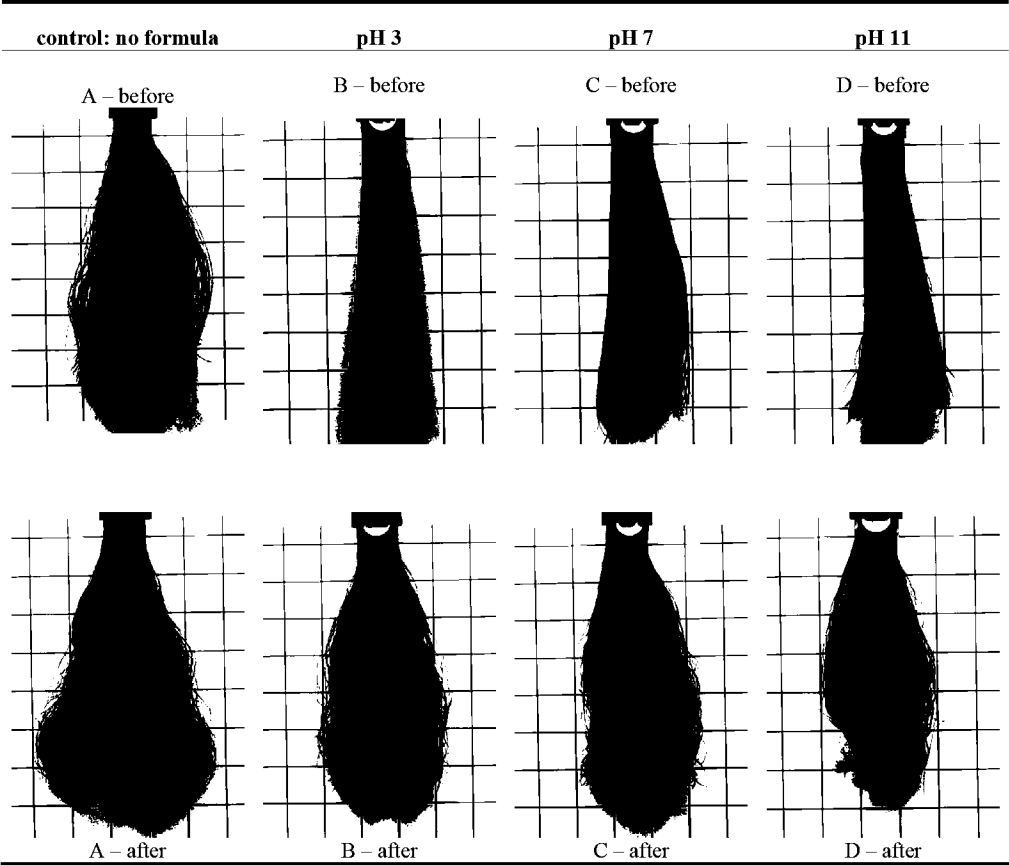 control: no formula pH 3 pH 7 pH 11
A – before B – before C – before D – before
A – after B – after C – after D – after